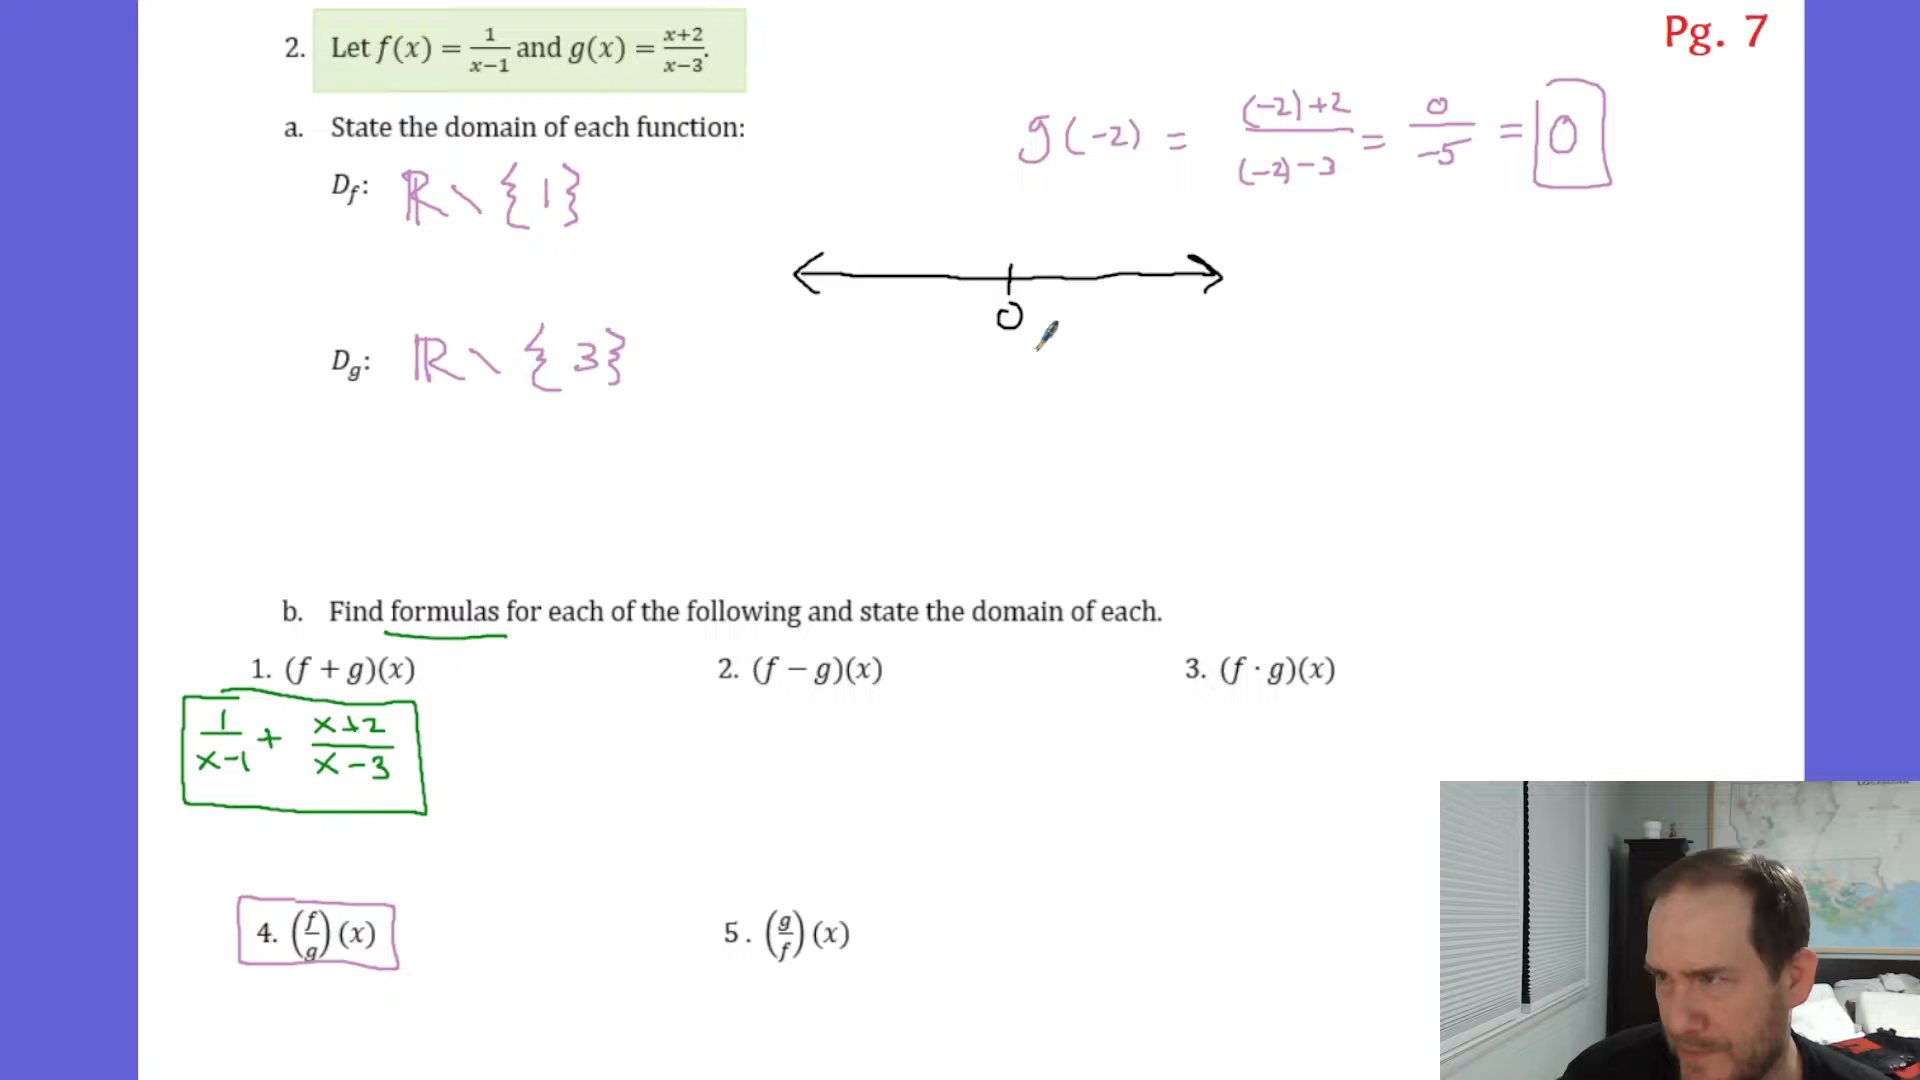 Pg. 7
2. Let f(x) = 1/(x−1) and g(x) = (x+2)/(x−3).
a. State the domain of each function:
g(-2) = ((-2)+2)/((-2)-3) = 0/-5 = 0
D_f: ℝ \ {1}
0
D_g: ℝ \ {3}
b. Find formulas for each of the following and state the domain of each.
1. (f + g)(x) 2. (f − g)(x) 3. (f · g)(x)
1/(x-1) + (x+2)/(x-3)
4. (f/g)(x) 5. (g/f)(x)